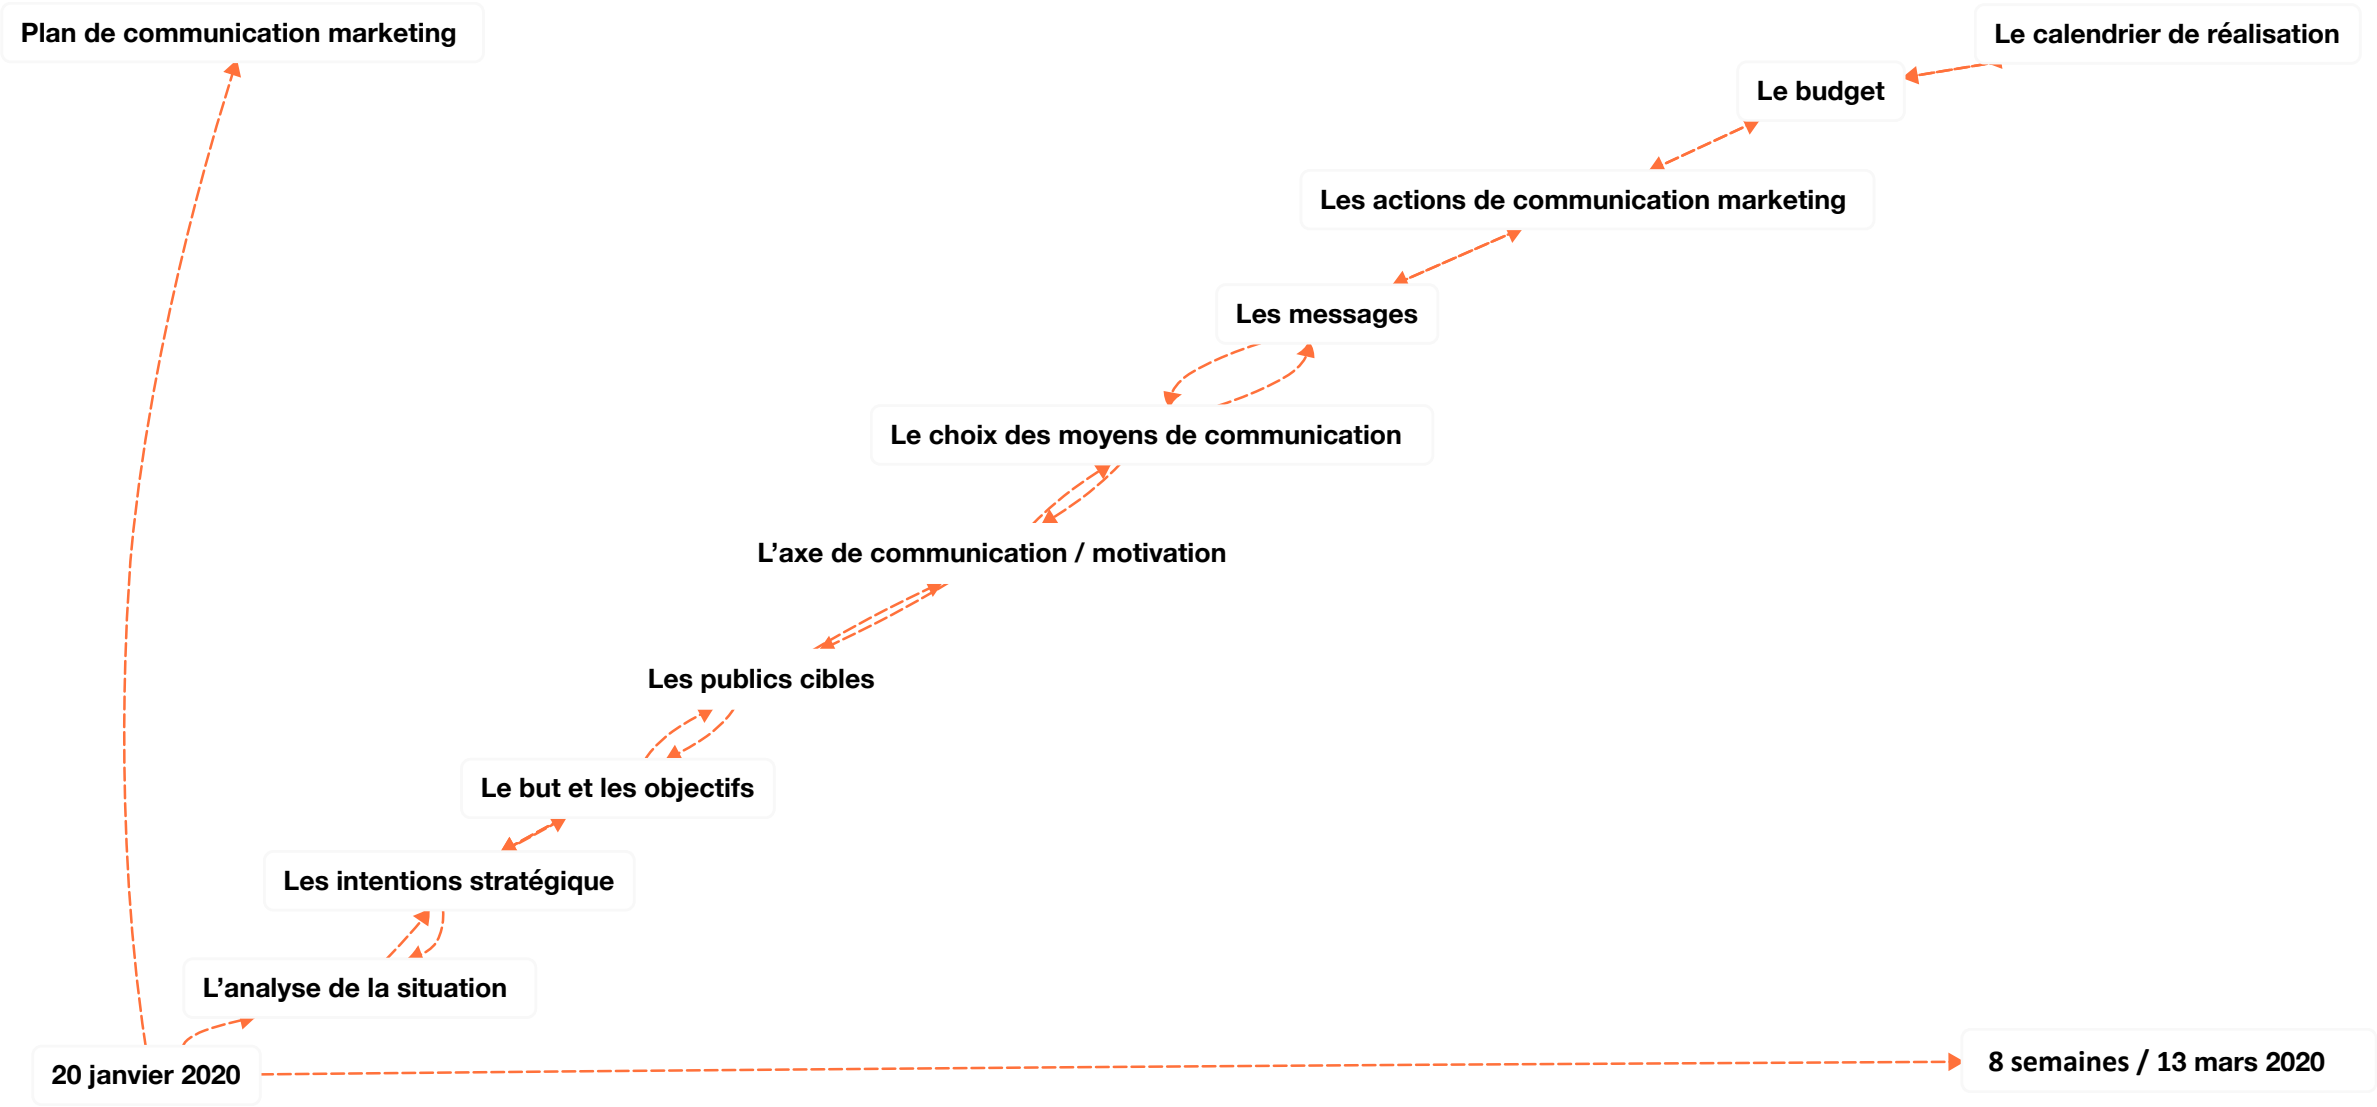 Plan de communication marketing
Le calendrier de réalisation
Le budget
Les actions de communication marketing
Les messages
Le choix des moyens de communication
L’axe de communication / motivation
Les publics cibles
Le but et les objectifs
Les intentions stratégique
L’analyse de la situation
20 janvier 2020
8 semaines / 13 mars 2020